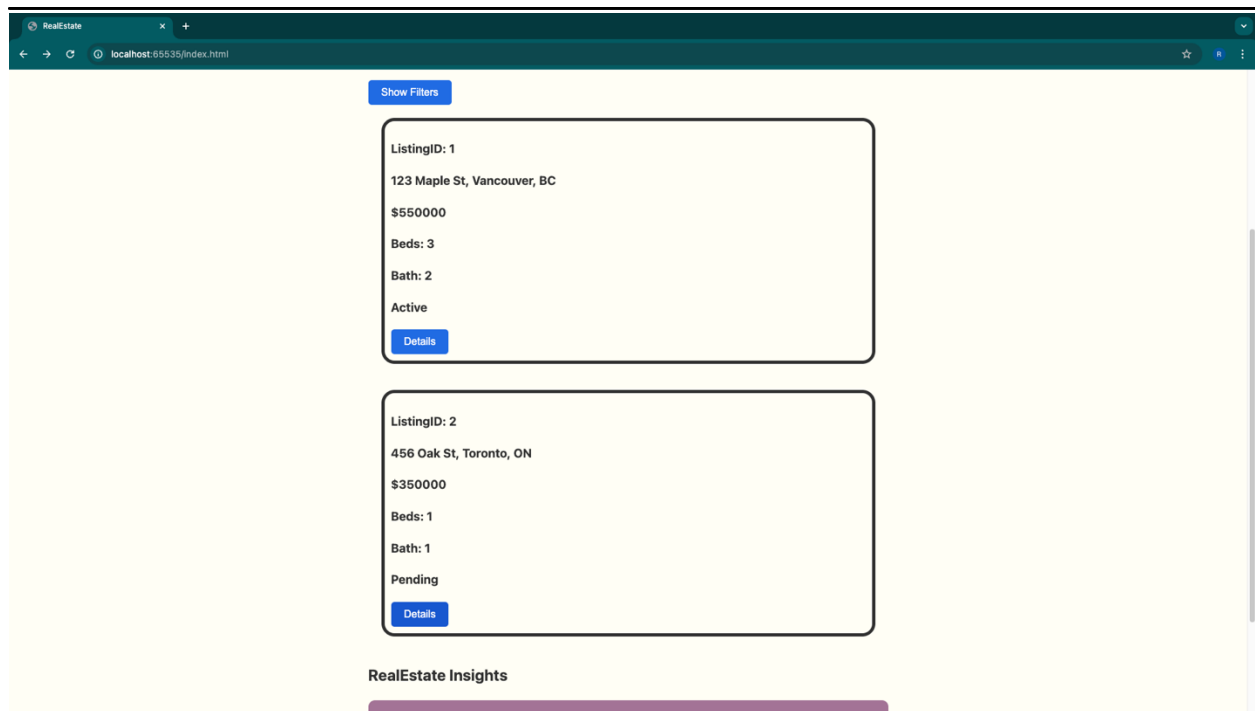 RealEstate
localhost:65535/index.html
R
Show Filters
ListingID: 1
123 Maple St, Vancouver, BC
$550000
Beds: 3
Bath: 2
Active
Details
ListingID: 2
456 Oak St, Toronto, ON
$350000
Beds: 1
Bath: 1
Pending
Details
RealEstate Insights